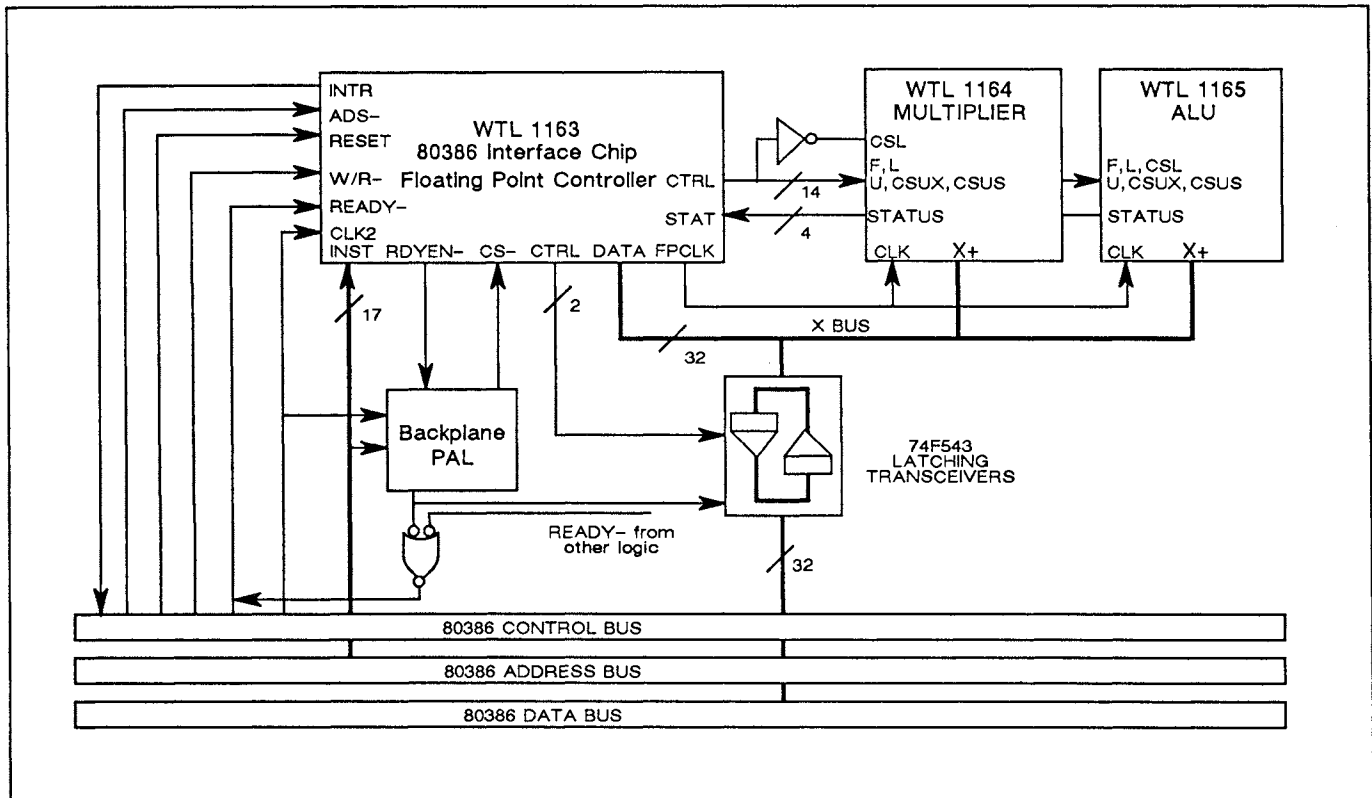 INTR
ADS-
RESET
W/R-
READY-
CLK2
INST RDYEN- CS- CTRL DATA FPCLK
WTL 1163
80386 Interface Chip
Floating Point Controller
CTRL
STAT
14
4
WTL 1164
MULTIPLIER
CSL
F, L
U, CSUX, CSUS
STATUS
CLK X+
WTL 1165
ALU
F, L, CSL
U, CSUX, CSUS
STATUS
CLK X+
17
2
X BUS
32
Backplane
PAL
74F543
LATCHING
TRANSCEIVERS
READY- from
other logic
32
80386 CONTROL BUS
80386 ADDRESS BUS
80386 DATA BUS